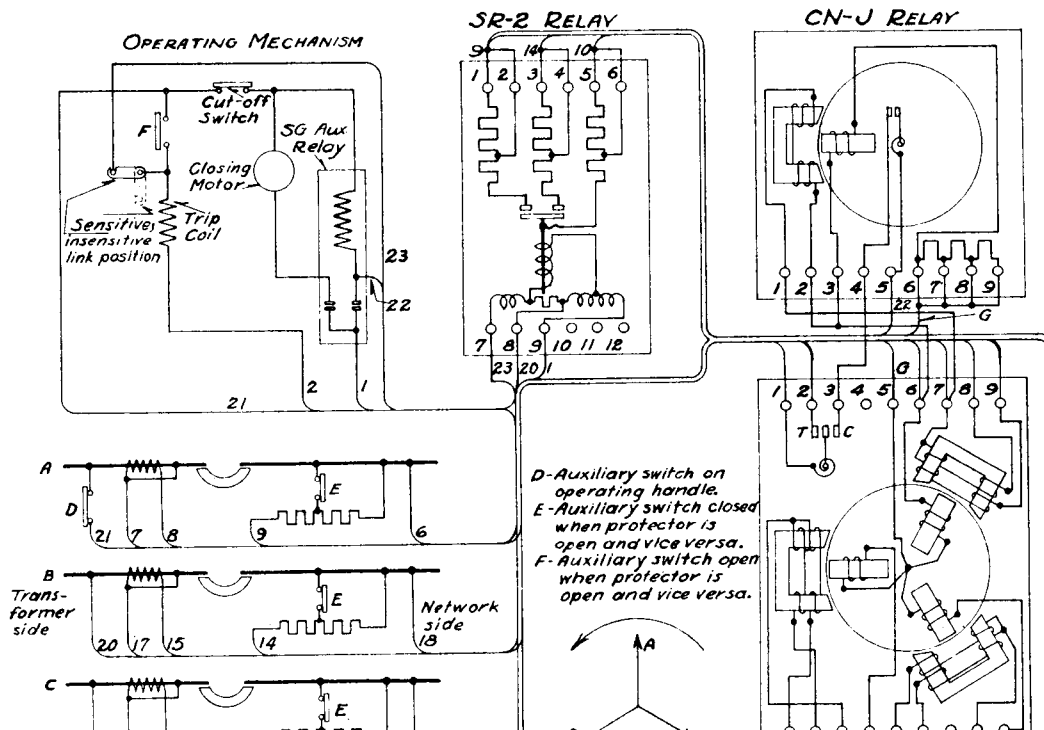 OPERATING MECHANISM
SR-2 RELAY
CN-J RELAY
9 14 10
1 2 3 4 5 6
Cut-off
Switch
F
SG Aux
Relay
Closing
Motor
Sensitive,
insensitive
link position
Trip
Coil
23
22
7 8 9 10 11 12
23 20 1
2 1
21
1 2 3 4 5 6 7 8 9
22
G
G
1 2 3 4 5 6 7 8 9
T C
A
D
E
21 7 8 9 6
B
Trans-
former
side
E
Network
side
20 17 15 14 18
C
E
D-Auxiliary switch on
operating handle.
E-Auxiliary switch closed
when protector is
open and vice versa.
F-Auxiliary switch open
when protector is
open and vice versa.
A